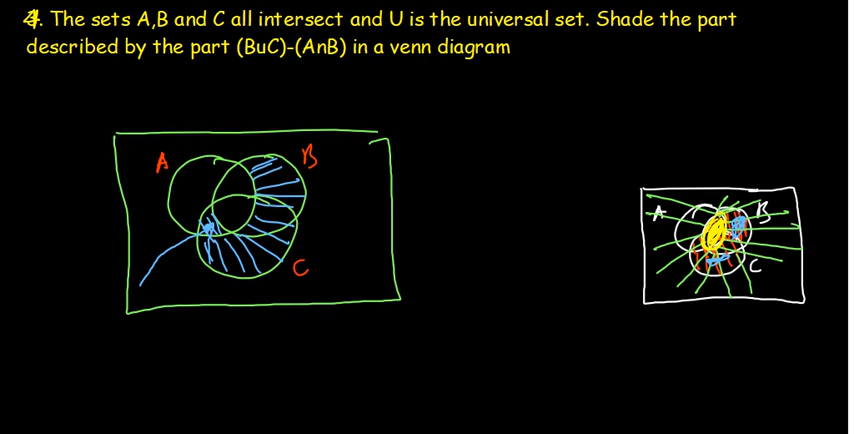 4. The sets A,B and C all intersect and U is the universal set. Shade the part
described by the part (BuC)-(AnB) in a venn diagram
A
B
C
A
B
C